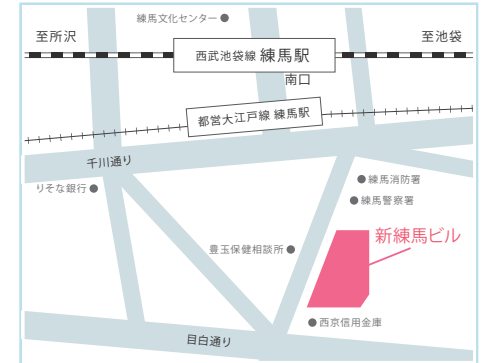 練馬文化センター
至所沢
至池袋
西武池袋線 練馬駅
南口
都営大江戸線 練馬駅
千川通り
りそな銀行
練馬消防署
練馬警察署
新練馬ビル
豊玉保健相談所
西京信用金庫
目白通り